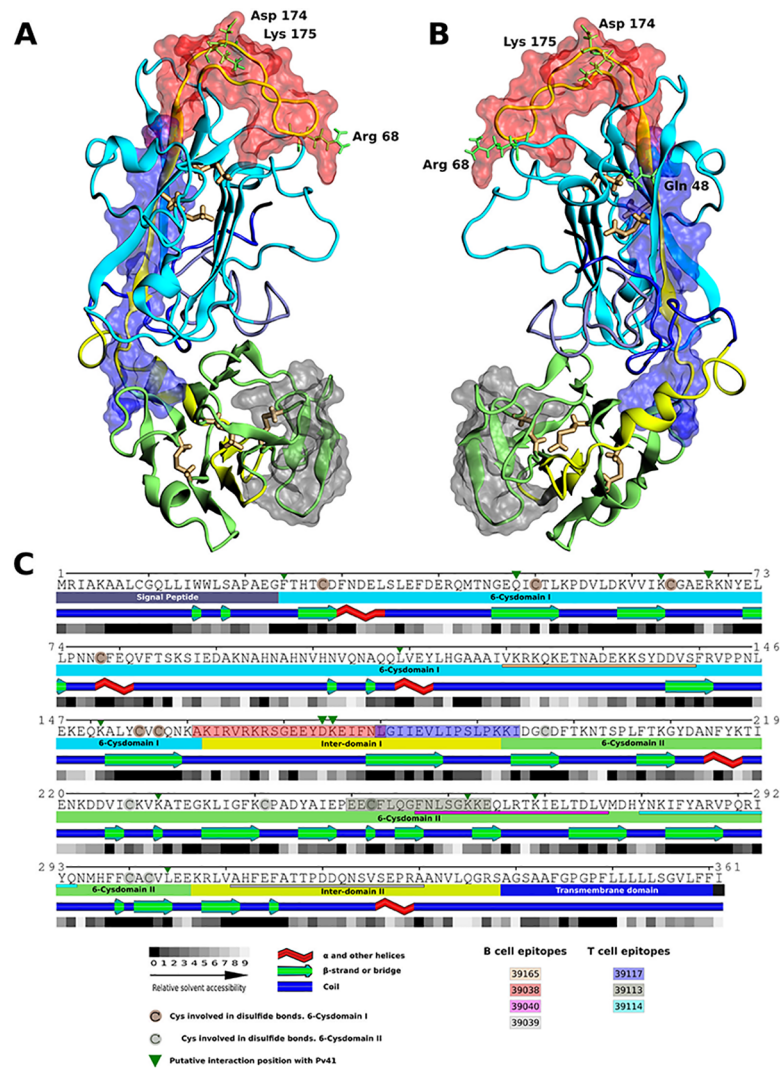 A
Asp 174
Lys 175
Arg 68
B
Asp 174
Lys 175
Arg 68
Gln 48
C
1
73
MRIAKAALCGQLLIWWLSAPAEGFTHTCDFNDELSLEFDERQMTNGEQICTLKPDVLDKVVIKCGAERKNYEL
Signal Peptide 6-Cysdomain I
74
146
LPNNCFEQVFTSKSIEDAKNAHNAHNVHNVQNAQQLVEYLHGAAAIVKRKQKETNADEKKSYDDVSFRVPPNL
6-Cysdomain I
147
219
EKEQKALYCVCQNKAKIRVRKRSGEEYDKEIFNLGIIEVLIPSLPKKIDGCDFTKNTSPLFTKGYDANFYKTI
6-Cysdomain I Inter-domain I 6-Cysdomain II
220
292
ENKDDVICKVKATEGKLIGFKCPADYAIEPEECFLQGFNLSGKKEQLRTKIELTDLVMDHYNKIFYARVPQRI
6-Cysdomain II
293
361
YQNMHFFCACVLEEKRLVAHFEFATTPDDQNSVSEPRAANVLQGRSAGSAAFGPGPFLLLLLSGVLFFI
6-Cysdomain II Inter-domain II Transmembrane domain
0 1 2 3 4 5 6 7 8 9
Relative solvent accessibility
α and other helices
β-strand or bridge
Coil
Cys involved in disulfide bonds. 6-Cysdomain I
Cys involved in disulfide bonds. 6-Cysdomain II
Putative interaction position with Pv41
B cell epitopes
39165
39038
39040
39039
T cell epitopes
39117
39113
39114